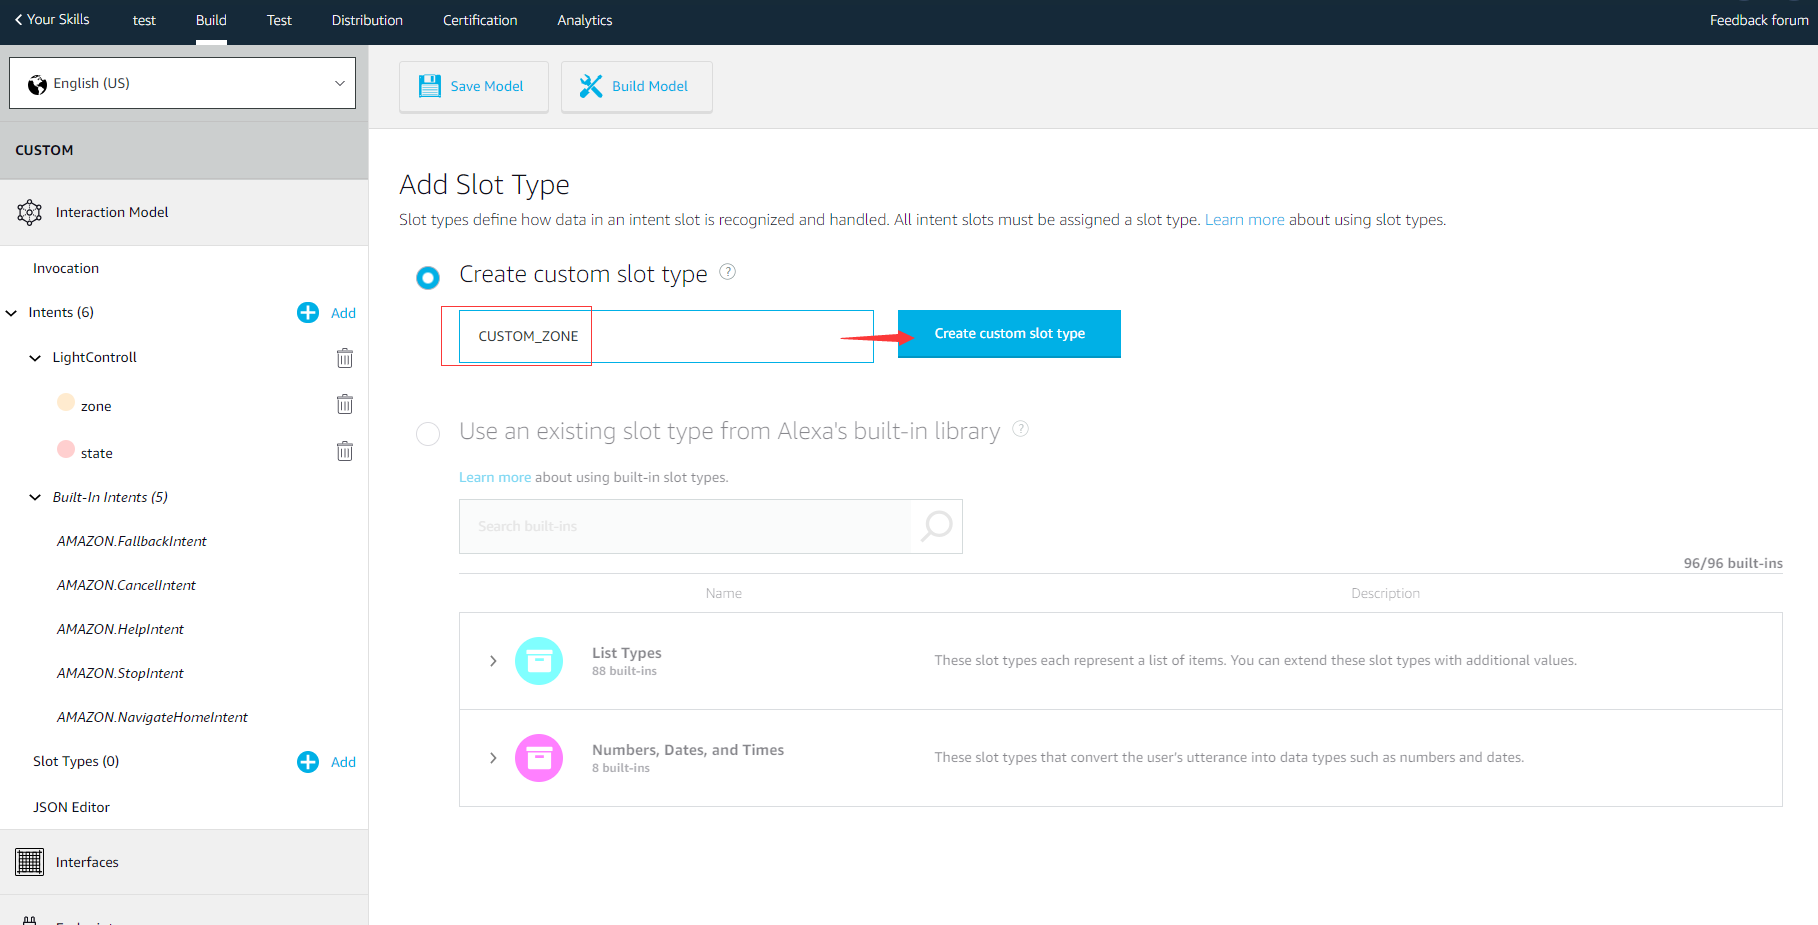 Your Skills test Build Test Distribution Certification Analytics Feedback forum
English (US)
Save Model Build Model
CUSTOM
Interaction Model
Invocation
Intents (6) Add
LightControll
zone
state
Built-In Intents (5)
AMAZON.FallbackIntent
AMAZON.CancelIntent
AMAZON.HelpIntent
AMAZON.StopIntent
AMAZON.NavigateHomeIntent
Slot Types (0) Add
JSON Editor
Interfaces
Add Slot Type
Slot types define how data in an intent slot is recognized and handled. All intent slots must be assigned a slot type. Learn more about using slot types.
Create custom slot type ?
CUSTOM_ZONE Create custom slot type
Use an existing slot type from Alexa's built-in library ?
Learn more about using built-in slot types.
Search built-ins
96/96 built-ins
Name Description
List Types
88 built-ins
These slot types each represent a list of items. You can extend these slot types with additional values.
Numbers, Dates, and Times
8 built-ins
These slot types that convert the user's utterance into data types such as numbers and dates.